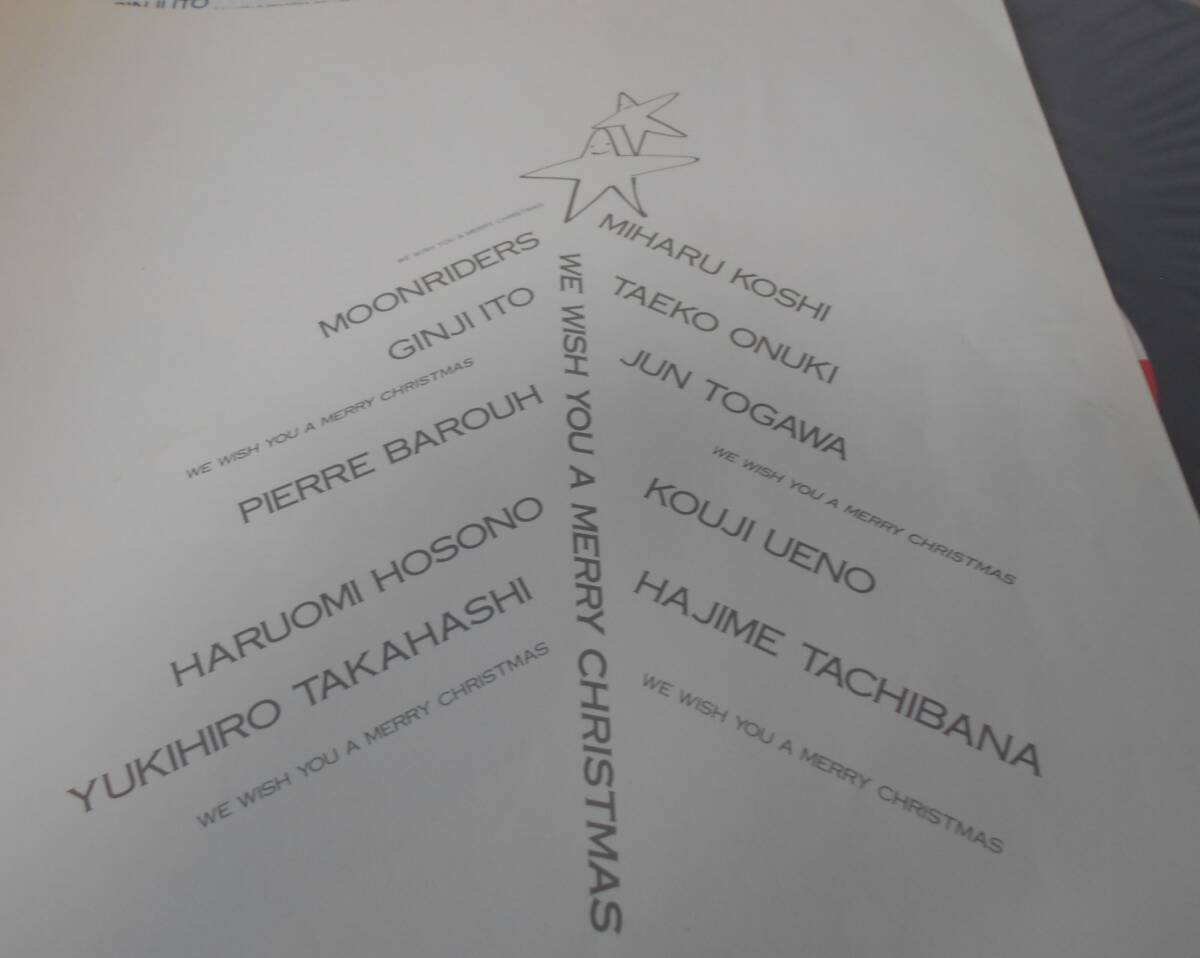 GINJI ITO
WE WISH YOU A MERRY CHRISTMAS
MOONRIDERS
GINJI ITO
WE WISH YOU A MERRY CHRISTMAS
PIERRE BAROUH
HARUOMI HOSONO
YUKIHIRO TAKAHASHI
WE WISH YOU A MERRY CHRISTMAS
WE WISH YOU A MERRY CHRISTMAS
MIHARU KOSHI
TAEKO ONUKI
JUN TOGAWA
WE WISH YOU A MERRY CHRISTMAS
KOUJI UENO
HAJIME TACHIBANA
WE WISH YOU A MERRY CHRISTMAS